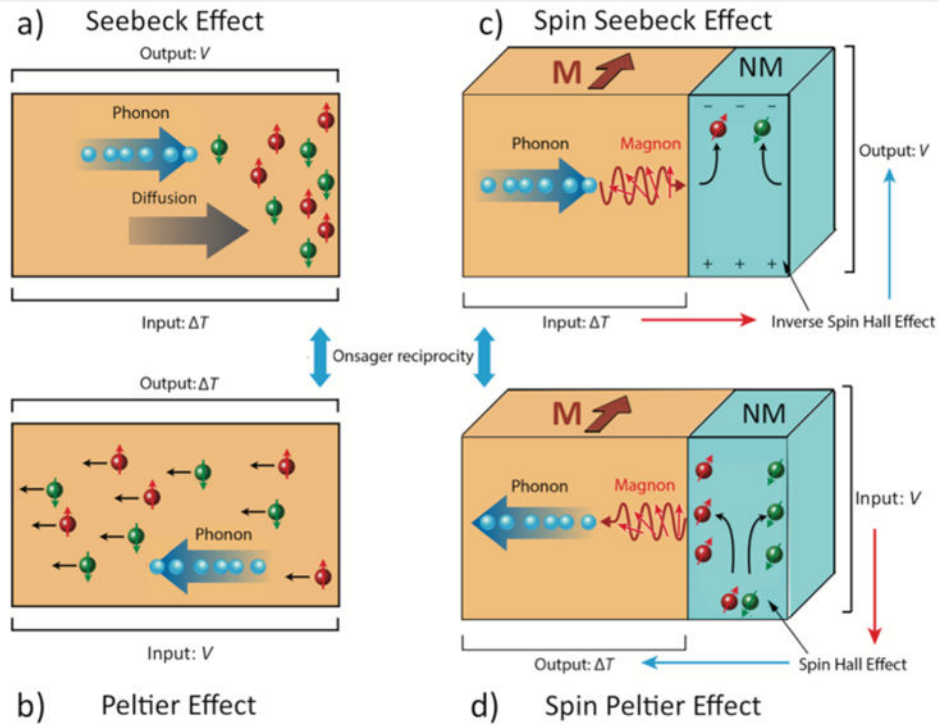 a) Seebeck Effect
Output: V
Phonon
Diffusion
Input: ΔT
c) Spin Seebeck Effect
M
NM
Phonon
Magnon
− − −
+ + +
Output: V
Input: ΔT
Inverse Spin Hall Effect
Onsager reciprocity
Output: ΔT
Phonon
Input: V
b) Peltier Effect
M
NM
Phonon
Magnon
Input: V
Output: ΔT
Spin Hall Effect
d) Spin Peltier Effect